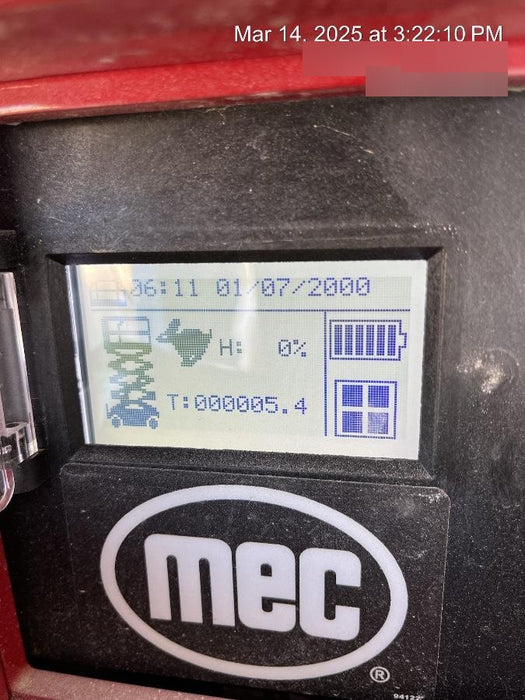 Mar 14, 2025 at 3:22:10 PM
06:11 01/07/2000
H: 0%
T:000005.4
mec
®